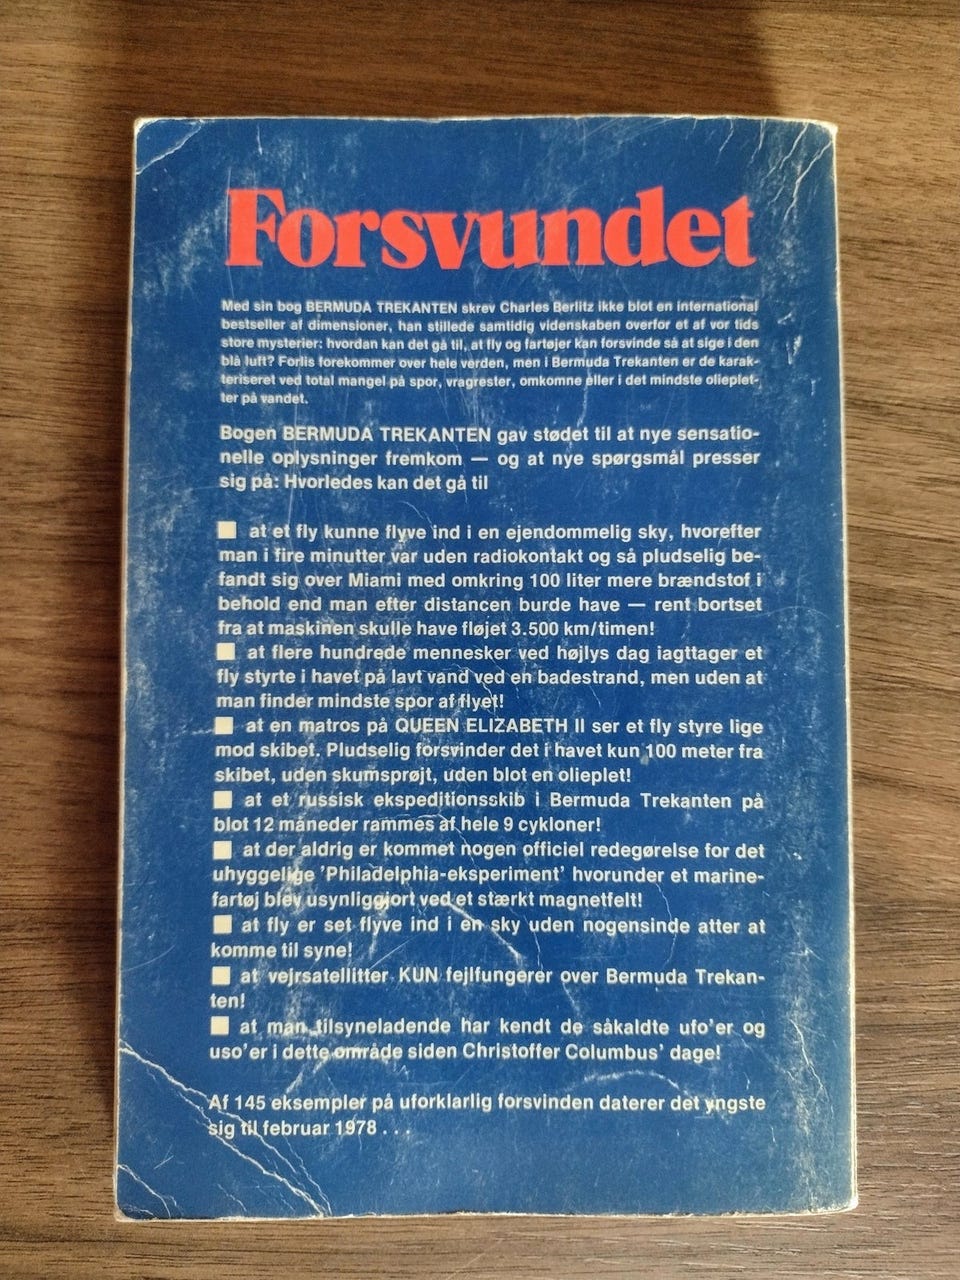 Forsvundet
Med sin bog BERMUDA TREKANTEN skrev Charles Berlitz ikke blot en international
bestseller af dimensioner, han stillede samtidig videnskaben overfor et af vor tids
store mysterier: hvordan kan det gå til, at fly og fartøjer kan forsvinde så at sige i den
blå luft? Forlis forekommer over hele verden, men i Bermuda Trekanten er de karak-
teriseret ved total mangel på spor, vragrester, omkomne eller i det mindste olieplet-
ter på vandet.
Bogen BERMUDA TREKANTEN gav stødet til at nye sensatio-
nelle oplysninger fremkom — og at nye spørgsmål presser
sig på: Hvorledes kan det gå til
■ at et fly kunne flyve ind i en ejendommelig sky, hvorefter
man i fire minutter var uden radiokontakt og så pludselig be-
fandt sig over Miami med omkring 100 liter mere brændstof i
behold end man efter distancen burde have — rent bortset
fra at maskinen skulle have fløjet 3.500 km/timen!
■ at flere hundrede mennesker ved højlys dag iagttager et
fly styrte i havet på lavt vand ved en badestrand, men uden at
man finder mindste spor af flyet!
■ at en matros på QUEEN ELIZABETH II ser et fly styre lige
mod skibet. Pludselig forsvinder det i havet kun 100 meter fra
skibet, uden skumsprøjt, uden blot en olieplet!
■ at et russisk ekspeditionsskib i Bermuda Trekanten på
blot 12 måneder rammes af hele 9 cykloner!
■ at der aldrig er kommet nogen officiel redegørelse for det
uhyggelige 'Philadelphia-eksperiment' hvorunder et marine-
fartøj blev usynliggjort ved et stærkt magnetfelt!
■ at fly er set flyve ind i en sky uden nogensinde atter at
komme til syne!
■ at vejrsatellitter KUN fejlfungerer over Bermuda Trekan-
ten!
■ at man tilsyneladende har kendt de såkaldte ufo'er og
uso'er i dette område siden Christoffer Columbus' dage!
Af 145 eksempler på uforklarlig forsvinden daterer det yngste
sig til februar 1978 . . .